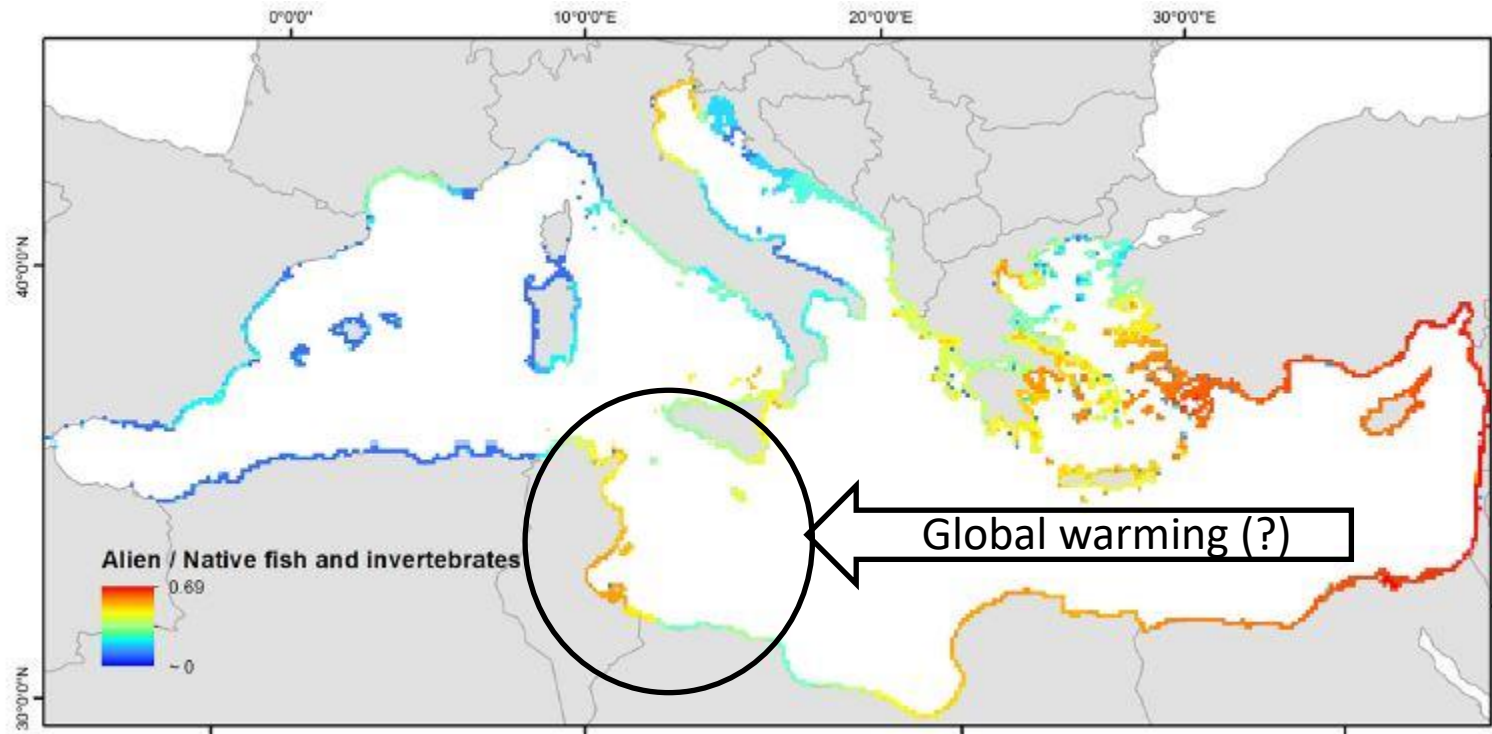 0°0'0"
10°0'0"E
20°0'0"E
30°0'0"E
40°0'0"N
Global warming (?)
Alien / Native fish and invertebrates
0.69
~ 0
30°0'0"N